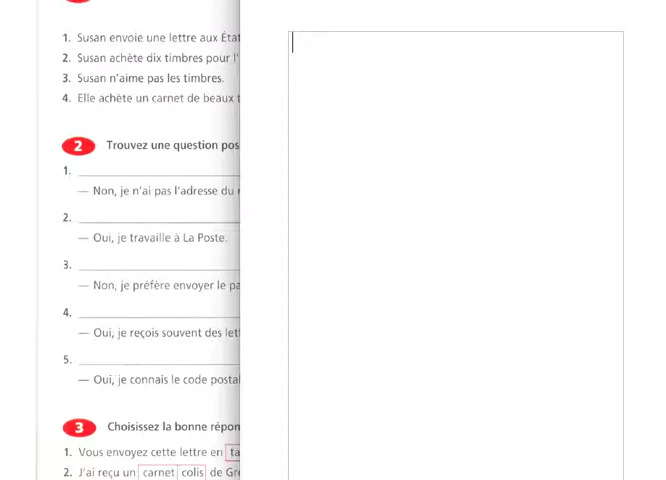 1. Susan envoie une lettre aux Éta
2. Susan achète dix timbres pour l'
3. Susan n'aime pas les timbres.
4. Elle achète un carnet de beaux
2 Trouvez une question pos
1.
— Non, je n'ai pas l'adresse du
2.
— Oui, je travaille à La Poste.
3.
— Non, je préfère envoyer le pa
4.
— Oui, je reçois souvent des let
5.
— Oui, je connais le code postal
3 Choisissez la bonne répon
1. Vous envoyez cette lettre en ta
2. J'ai reçu un carnet colis de Gr